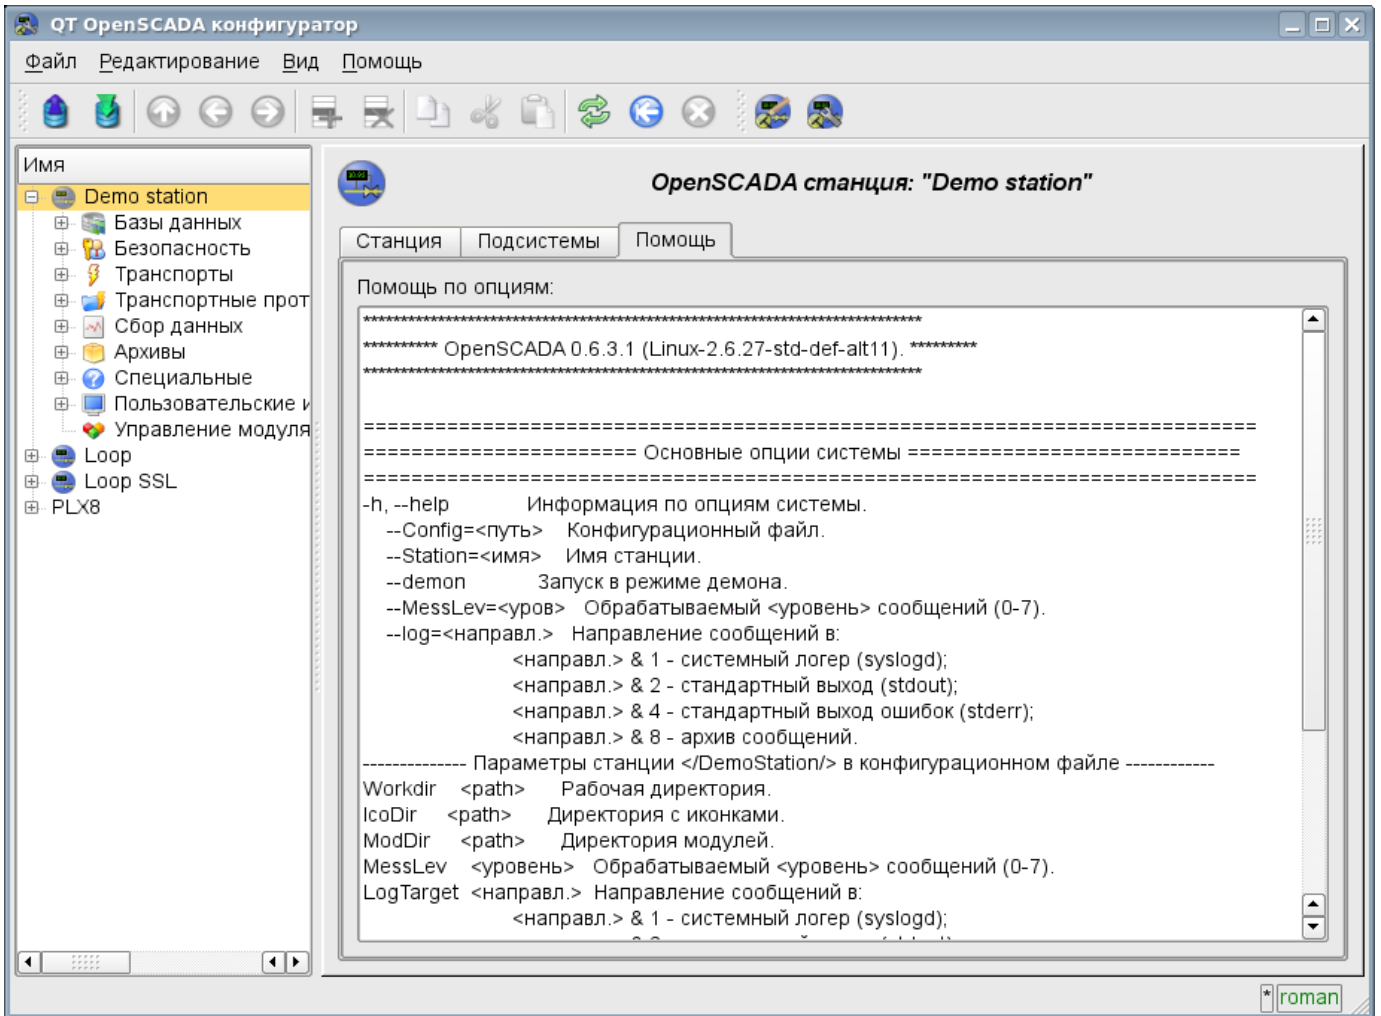 QT OpenSCADA конфигуратор
Файл Редактирование Вид Помощь
Имя
Demo station
Базы данных
Безопасность
Транспорты
Транспортные прот
Сбор данных
Архивы
Специальные
Пользовательские и
Управление модуля
Loop
Loop SSL
PLX8
OpenSCADA станция: "Demo station"
Станция Подсистемы Помощь
Помощь по опциям:
***************************************************************************
********** OpenSCADA 0.6.3.1 (Linux-2.6.27-std-def-alt11). *********
***************************************************************************
===========================================================================
======================= Основные опции системы ============================
===========================================================================
-h, --help Информация по опциям системы.
--Config=<путь> Конфигурационный файл.
--Station=<имя> Имя станции.
--demon Запуск в режиме демона.
--MessLev=<уров> Обрабатываемый <уровень> сообщений (0-7).
--log=<направл.> Направление сообщений в:
<направл.> & 1 - системный логер (syslogd);
<направл.> & 2 - стандартный выход (stdout);
<направл.> & 4 - стандартный выход ошибок (stderr);
<направл.> & 8 - архив сообщений.
-------------- Параметры станции </DemoStation/> в конфигурационном файле ------------
Workdir <path> Рабочая директория.
IcoDir <path> Директория с иконками.
ModDir <path> Директория модулей.
MessLev <уровень> Обрабатываемый <уровень> сообщений (0-7).
LogTarget <направл.> Направление сообщений в:
<направл.> & 1 - системный логер (syslogd);
* roman